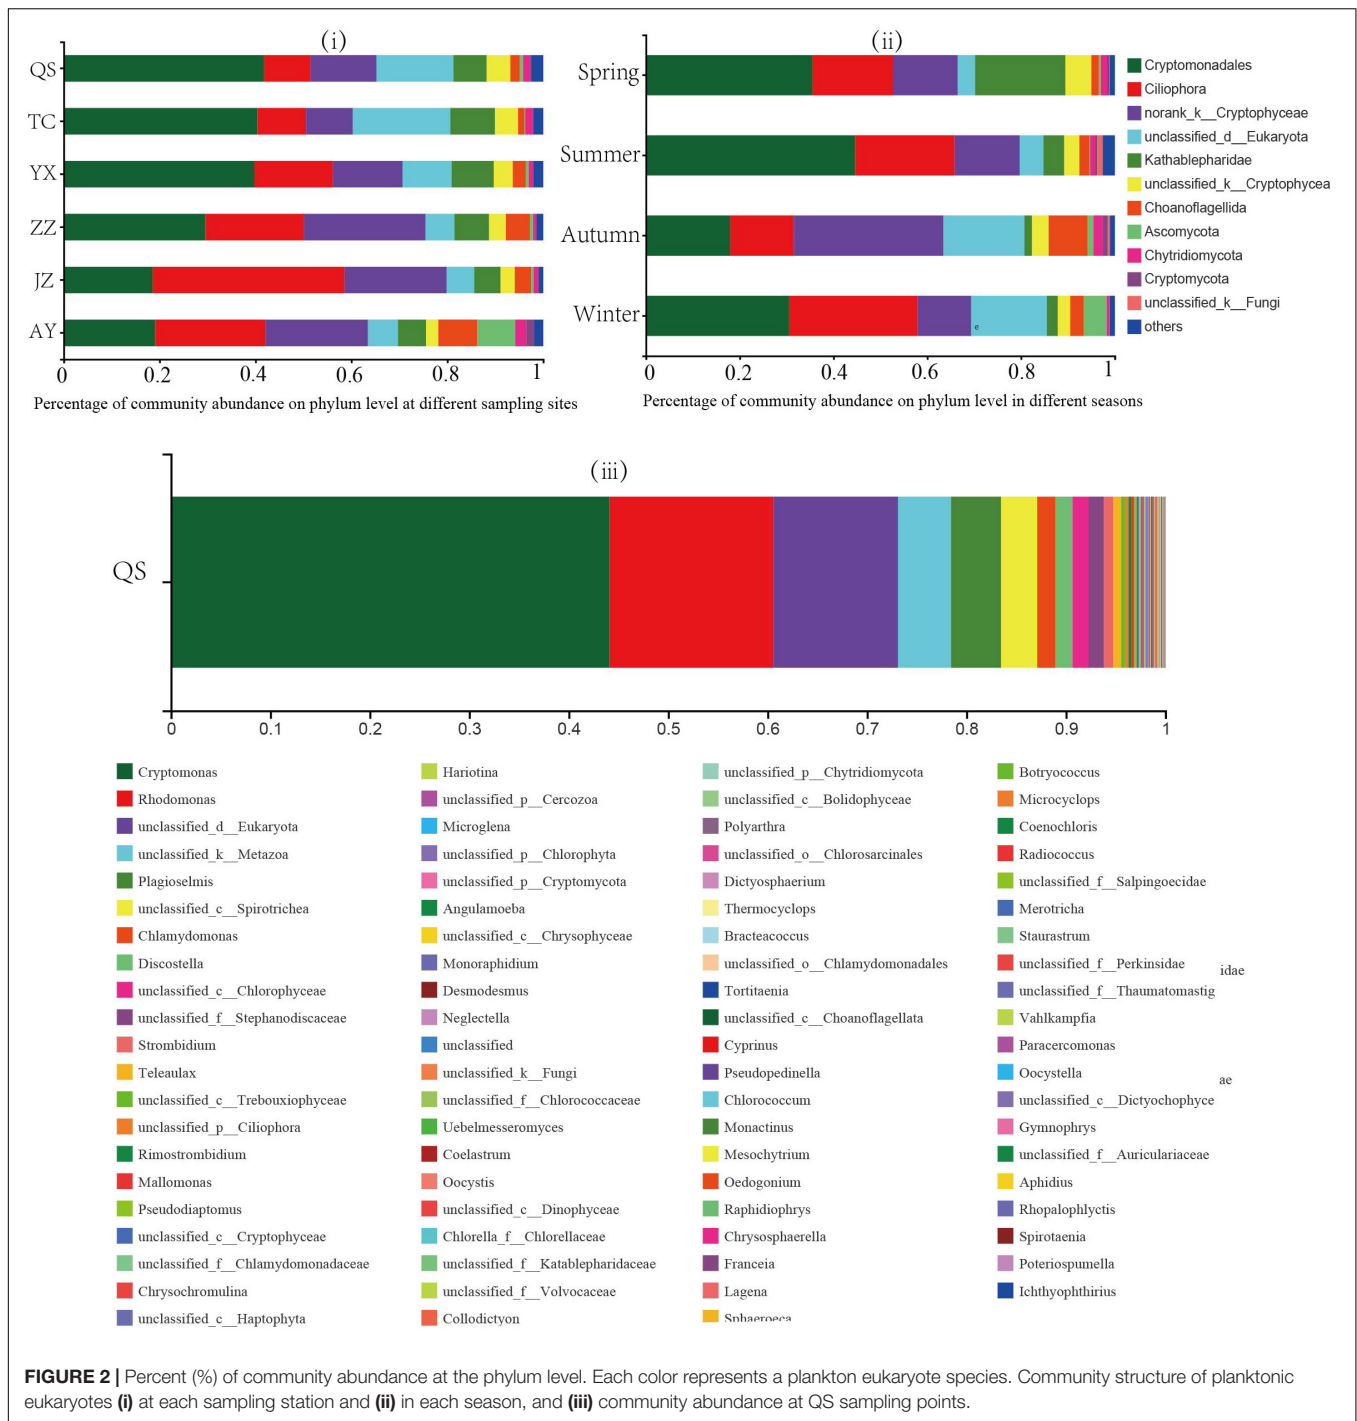 (i)
QS
TC
YX
ZZ
JZ
AY
0 0.2 0.4 0.6 0.8 1
Percentage of community abundance on phylum level at different sampling sites
(ii)
Spring
Summer
Autumn
Winter
e
0 0.2 0.4 0.6 0.8 1
Percentage of community abundance on phylum level in different seasons
Cryptomonadales
Ciliophora
norank_k__Cryptophyceae
unclassified_d__Eukaryota
Kathablepharidae
unclassified_k__Cryptophycea
Choanoflagellida
Ascomycota
Chytridiomycota
Cryptomycota
unclassified_k__Fungi
others
(iii)
QS
0 0.1 0.2 0.3 0.4 0.5 0.6 0.7 0.8 0.9 1
Cryptomonas
Rhodomonas
unclassified_d__Eukaryota
unclassified_k__Metazoa
Plagioselmis
unclassified_c__Spirotrichea
Chlamydomonas
Discostella
unclassified_c__Chlorophyceae
unclassified_f__Stephanodiscaceae
Strombidium
Teleaulax
unclassified_c__Trebouxiophyceae
unclassified_p__Ciliophora
Rimostrombidium
Mallomonas
Pseudodiaptomus
unclassified_c__Cryptophyceae
unclassified_f__Chlamydomonadaceae
Chrysochromulina
unclassified_c__Haptophyta
Hariotina
unclassified_p__Cercozoa
Microglena
unclassified_p__Chlorophyta
unclassified_p__Cryptomycota
Angulamoeba
unclassified_c__Chrysophyceae
Monoraphidium
Desmodesmus
Neglectella
unclassified
unclassified_k__Fungi
unclassified_f__Chlorococcaceae
Uebelmesseromyces
Coelastrum
Oocystis
unclassified_c__Dinophyceae
Chlorella_f__Chlorellaceae
unclassified_f__Katablepharidaceae
unclassified_f__Volvocaceae
Collodictyon
unclassified_p__Chytridiomycota
unclassified_c__Bolidophyceae
Polyarthra
unclassified_o__Chlorosarcinales
Dictyosphaerium
Thermocyclops
Bracteacoccus
unclassified_o__Chlamydomonadales
Tortitaenia
unclassified_c__Choanoflagellata
Cyprinus
Pseudopedinella
Chlorococcum
Monactinus
Mesochytrium
Oedogonium
Raphidiophrys
Chrysosphaerella
Franceia
Lagena
Sphaeroeca
Botryococcus
Microcyclops
Coenochloris
Radiococcus
unclassified_f__Salpingoecidae
Merotricha
Staurastrum
unclassified_f__Perkinsidae
idae
unclassified_f__Thaumatomastig
Vahlkampfia
Paracercomonas
Oocystella
ae
unclassified_c__Dictyochophyce
Gymnophrys
unclassified_f__Auriculariaceae
Aphidius
Rhopalophlyctis
Spirotaenia
Poteriospumella
Ichthyophthirius
FIGURE 2 | Percent (%) of community abundance at the phylum level. Each color represents a plankton eukaryote species. Community structure of planktonic
eukaryotes (i) at each sampling station and (ii) in each season, and (iii) community abundance at QS sampling points.